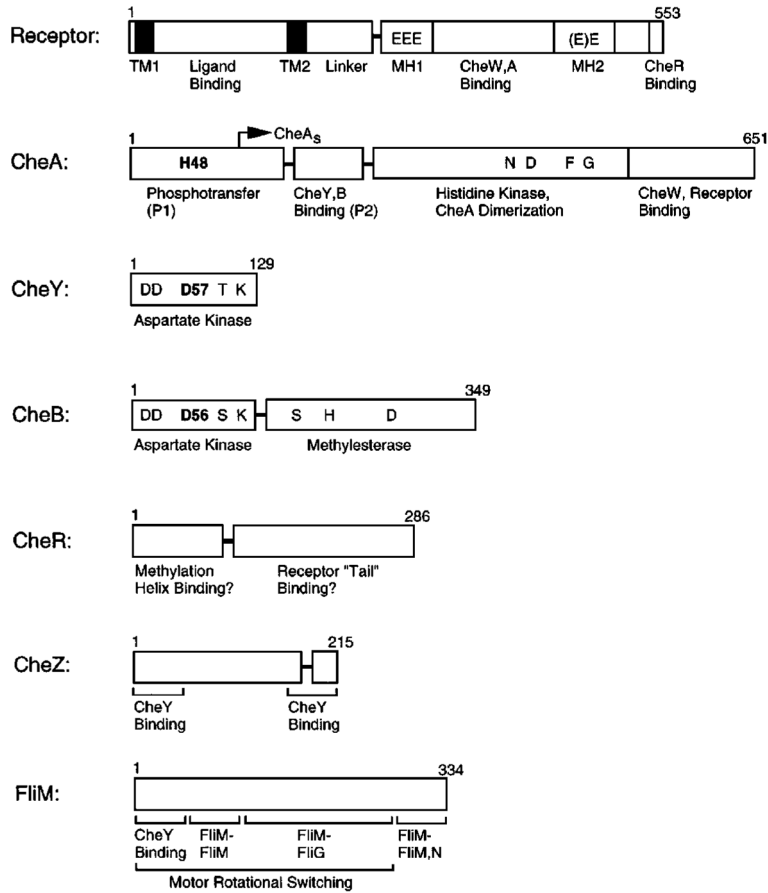 1 553
Receptor: EEE (E)E
TM1 Ligand Binding TM2 Linker MH1 CheW,A Binding MH2 CheR Binding
1 CheAs 651
CheA: H48 N D F G
Phosphotransfer (P1) CheY,B Binding (P2) Histidine Kinase, CheA Dimerization CheW, Receptor Binding
1 129
CheY: DD D57 T K
Aspartate Kinase
1 349
CheB: DD D56 S K S H D
Aspartate Kinase Methylesterase
1 286
CheR:
Methylation Helix Binding? Receptor "Tail" Binding?
1 215
CheZ:
CheY Binding CheY Binding
1 334
FliM:
CheY Binding FliM-FliM FliM-FliG FliM-FliM,N
Motor Rotational Switching